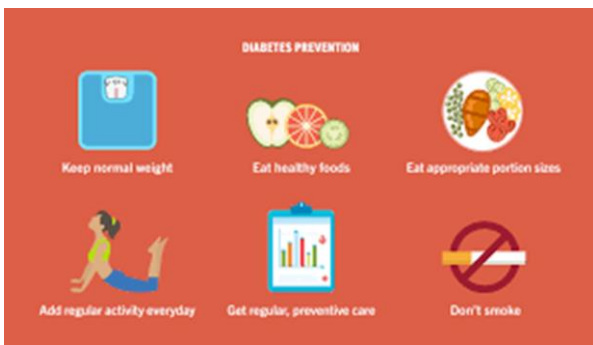 DIABETES PREVENTION
Keep normal weight
Eat healthy foods
Eat appropriate portion sizes
Add regular activity everyday
Get regular, preventive care
Don't smoke